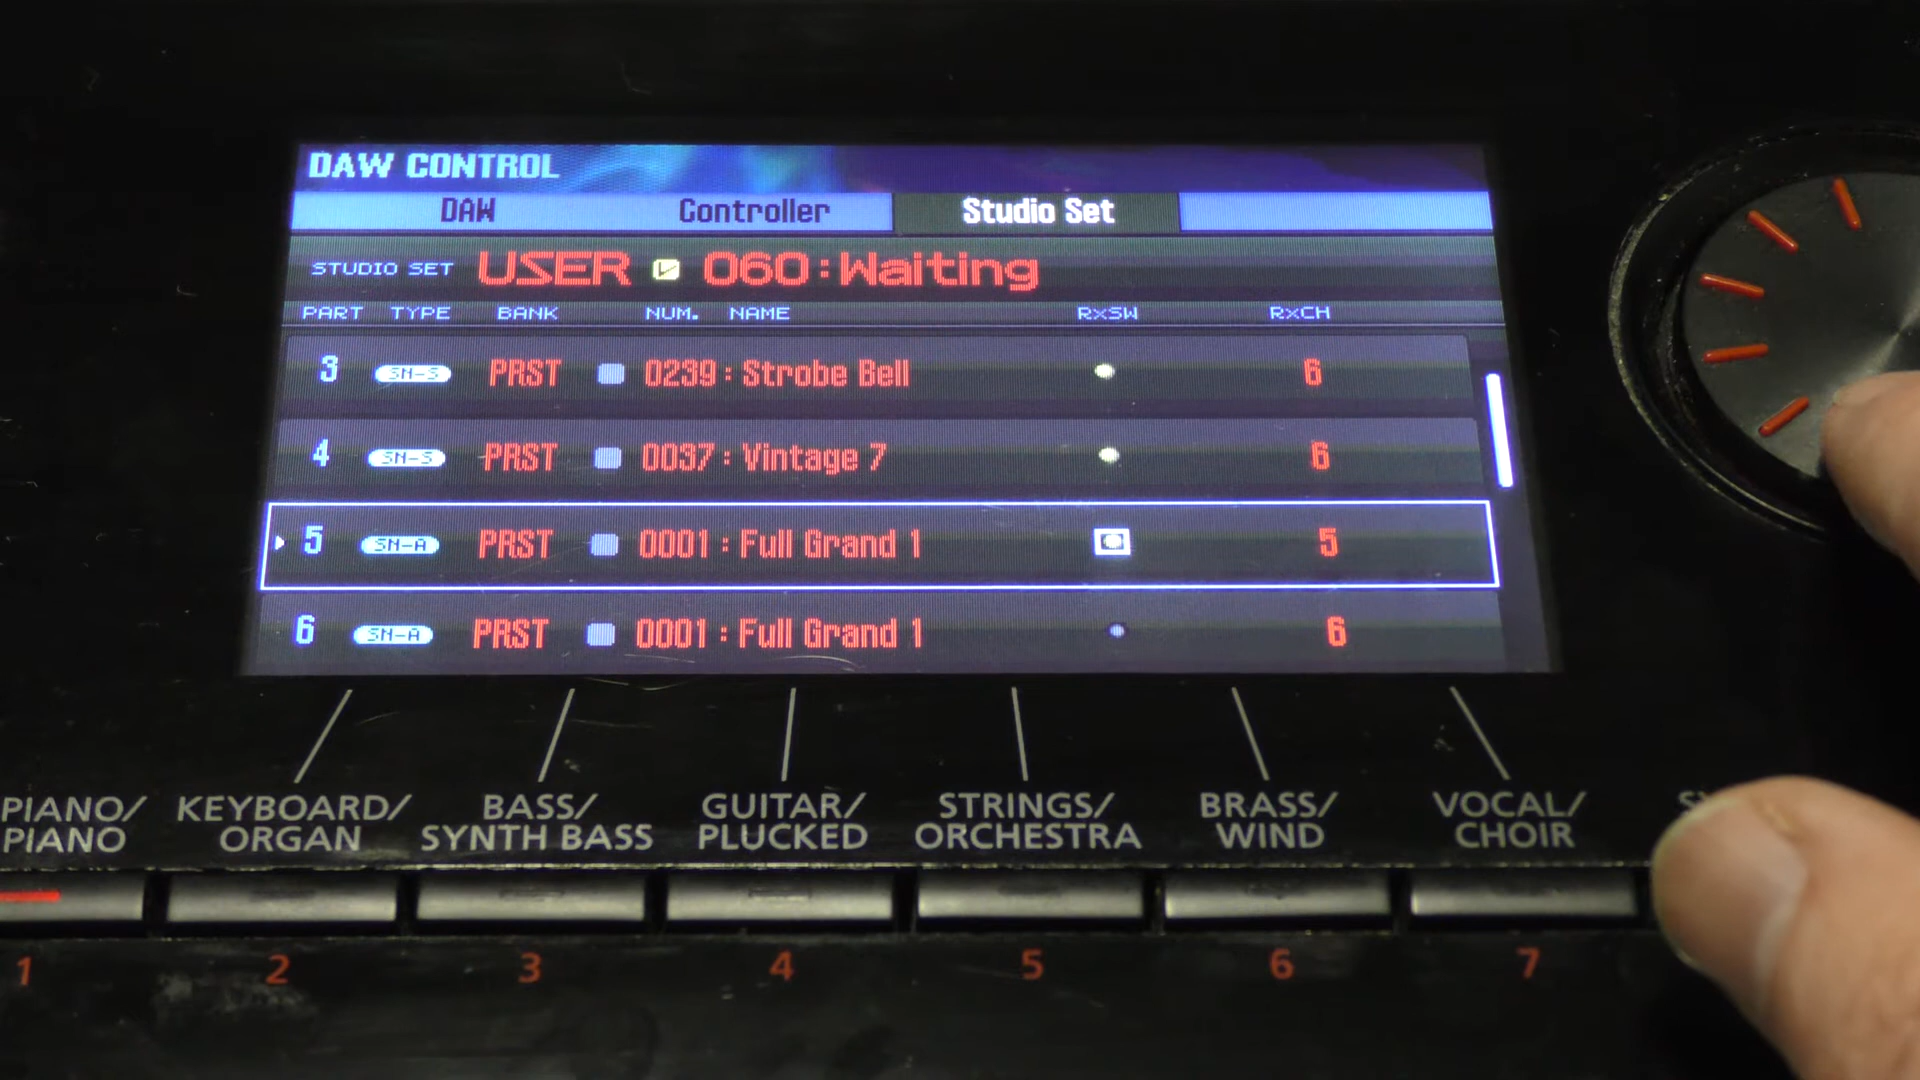 DAW CONTROL
DAW Controller Studio Set
STUDIO SET USER 060:Waiting
PART TYPE BANK NUM. NAME RxSW RxCH
3 SN-S PRST 0239: Strobe Bell 6
4 SN-S PRST 0037: Vintage 7 6
5 SN-A PRST 0001: Full Grand 1 5
6 SN-A PRST 0001: Full Grand 1 6
PIANO/ KEYBOARD/ BASS/ GUITAR/ STRINGS/ BRASS/ VOCAL/
PIANO ORGAN SYNTH BASS PLUCKED ORCHESTRA WIND CHOIR
1 2 3 4 5 6 7